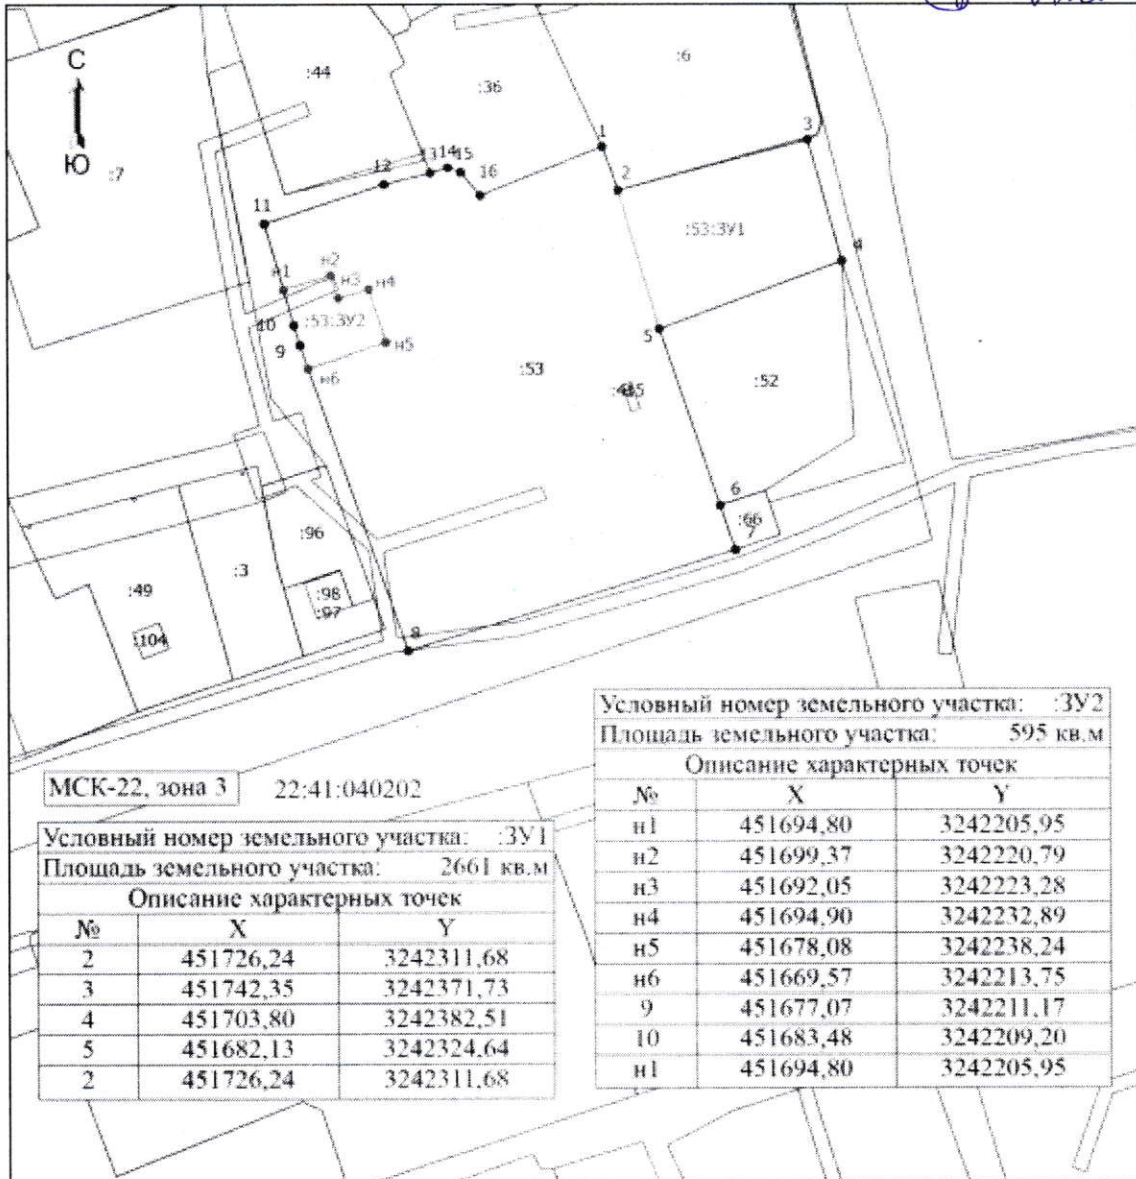 :44
:36
:6
С
Ю
:7
1
3
2
12
13
14
15
16
11
:53:ЗУ1
4
н1
н2
н3
н4
10
:53:ЗУ2
9
н5
5
н6
:53
:52
6
:66
7
:96
:3
:49
:98
:97
:104
8
МСК-22, зона 3
22:41:040202
Условный номер земельного участка: :ЗУ1
Площадь земельного участка: 2661 кв.м
Описание характерных точек
№ X Y
2 451726,24 3242311,68
3 451742,35 3242371,73
4 451703,80 3242382,51
5 451682,13 3242324,64
2 451726,24 3242311,68
Условный номер земельного участка: :ЗУ2
Площадь земельного участка: 595 кв.м
Описание характерных точек
№ X Y
н1 451694,80 3242205,95
н2 451699,37 3242220,79
н3 451692,05 3242223,28
н4 451694,90 3242232,89
н5 451678,08 3242238,24
н6 451669,57 3242213,75
9 451677,07 3242211,17
10 451683,48 3242209,20
н1 451694,80 3242205,95